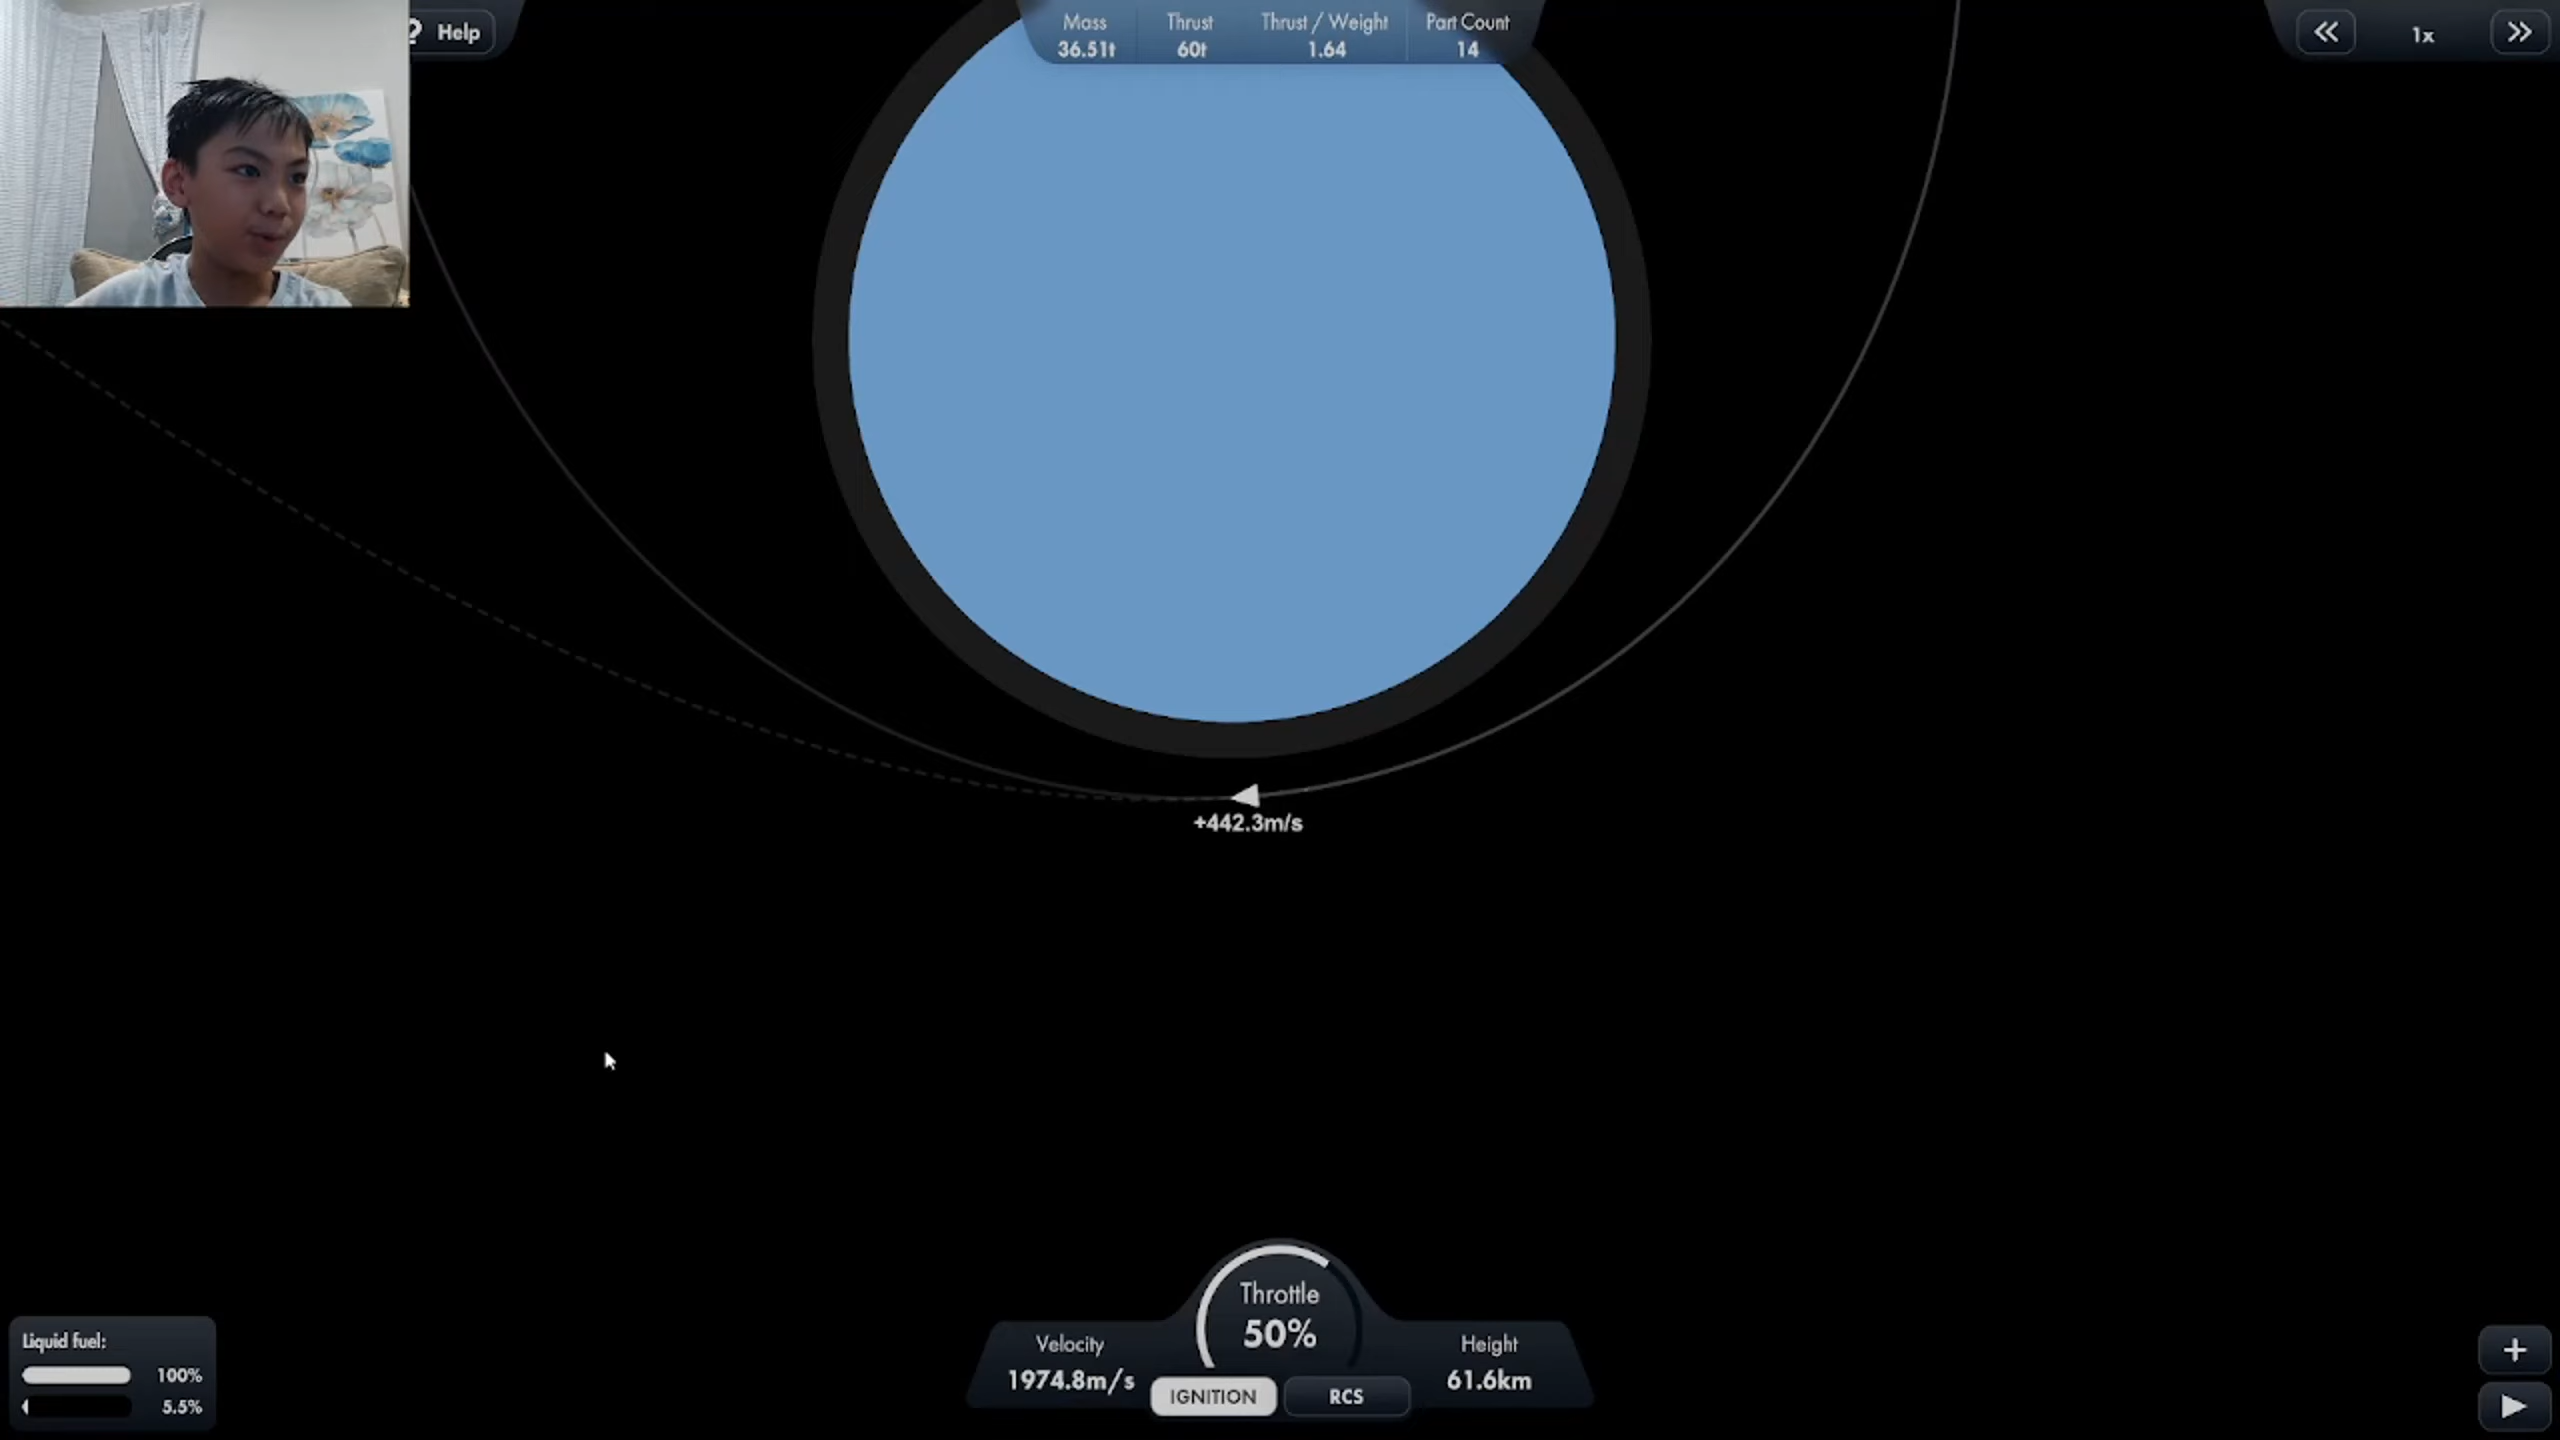 ? Help
Mass
36.51t
Thrust
60t
Thrust / Weight
1.64
Part Count
14
1x
+442.3m/s
Liquid fuel:
100%
5.5%
Throttle
50%
Velocity
1974.8m/s
Height
61.6km
IGNITION
RCS